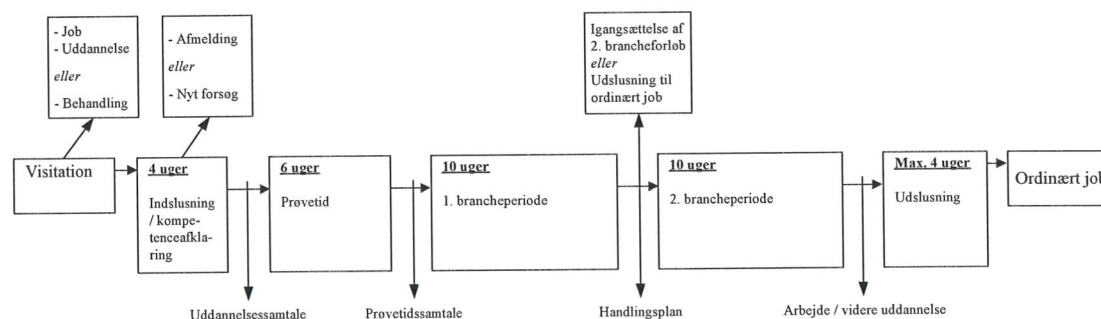 - Job
- Uddannelse
eller
- Behandling
- Afmelding
eller
- Nyt forsøg
Igangsættelse af
2. brancheforløb
eller
Udslusning til
ordinært job
Visitation
4 uger
Indslusning
/ kompe-
tenceafkla-
ring
6 uger
Prøvetid
10 uger
1. brancheperiode
10 uger
2. brancheperiode
Max. 4 uger
Udslusning
Ordinært job
Uddannelsessamtale
Prøvetidssamtale
Handlingsplan
Arbejde / videre uddannelse